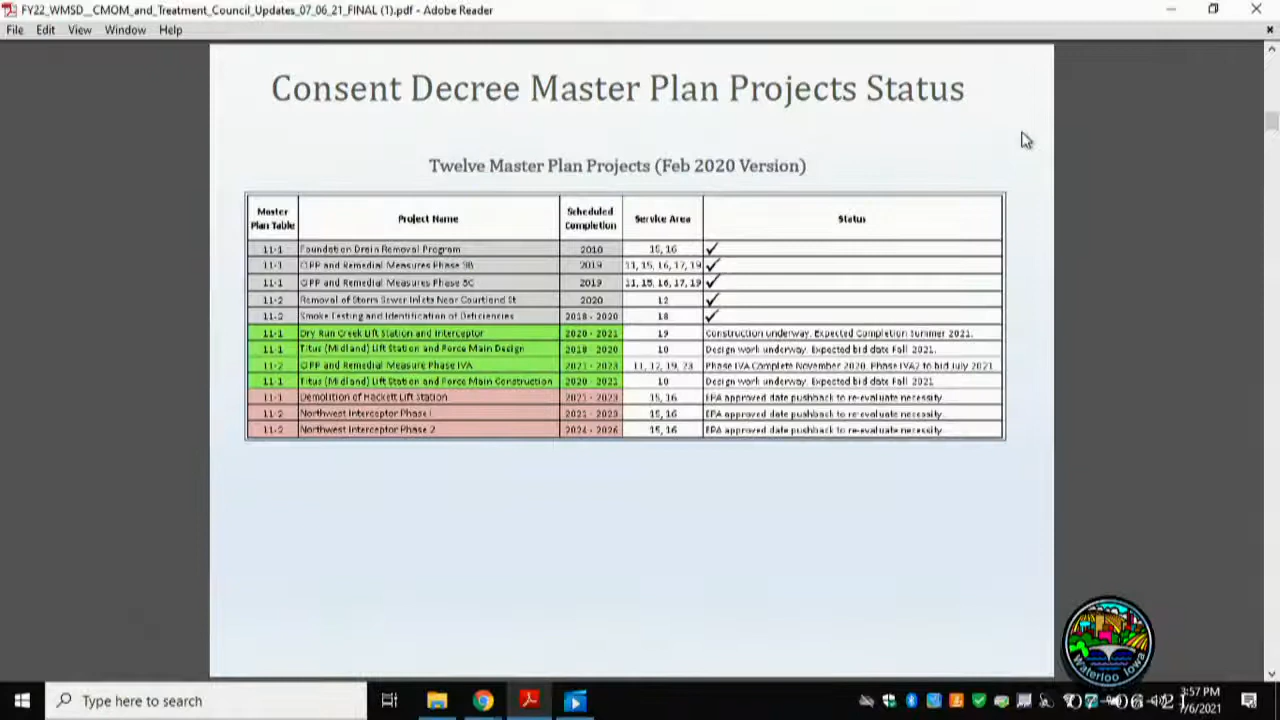 FY22_WMSD__CMOM_and_Treatment_Council_Updates_07_06_21_FINAL (1).pdf - Adobe Reader
File Edit View Window Help
Consent Decree Master Plan Projects Status
Twelve Master Plan Projects (Feb 2020 Version)
Master Plan Table Project Name Scheduled Completion Service Area Status
11-1 Foundation Drain Removal Program 2010 15, 16 ✓
11-1 and Remedial Measures Phase 2019 11, 15, 16, 17, 19 ✓
11-1 and Remedial Measures Phase 2019 11, 15, 16, 17, 19 ✓
11-2 Removal of Storm Sewer Inlets Near Courtland St 2020 12 ✓
11-2 Smoke Testing and Identification of Deficiencies 2018 - 2020 18 ✓
11-1 Dry Run Creek Lift Station and Interceptor 2020 - 2021 19 Construction underway. Expected Completion Summer 2021.
11-1 Titus (Midland) Lift Station and Force Main Design 2018 - 2020 10 Design work underway. Expected bid date Fall 2021.
11-2 and Remedial Measure Phase IVA 2021 - 2023 11, 12, 19, 23 Phase IVA Complete November 2020. Phase IVA2 to bid July 2021
11-1 Titus (Midland) Lift Station and Force Main Construction 2020 - 2021 10 Design work underway. Expected bid date Fall 2021
11-1 Demolition of Hackett Lift Station 2021 - 2023 15, 16 EPA approved date pushback to re-evaluate necessity
11-2 Northwest Interceptor Phase I 2021 - 2023 15, 16 EPA approved date pushback to re-evaluate necessity
11-2 Northwest Interceptor Phase 2 2024 - 2026 15, 16 EPA approved date pushback to re-evaluate necessity
Waterloo Iowa
Type here to search
3:57 PM
7/6/2021